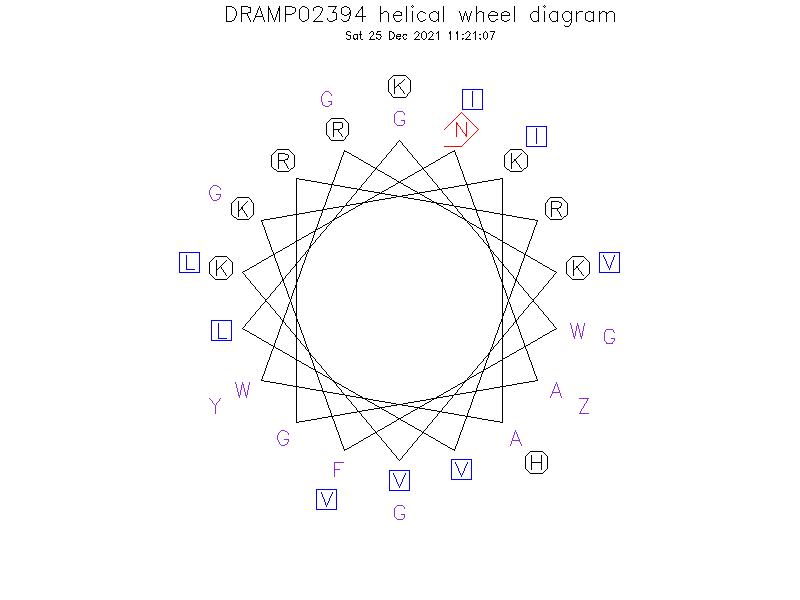 DRAMP02394 helical wheel diagram
Sat 25 Dec 2021 11:21:07
K
G I
G
R N
I
R K
G
K R
L K K V
L W G
W A
Y Z
G A
H
F V
V
V
G